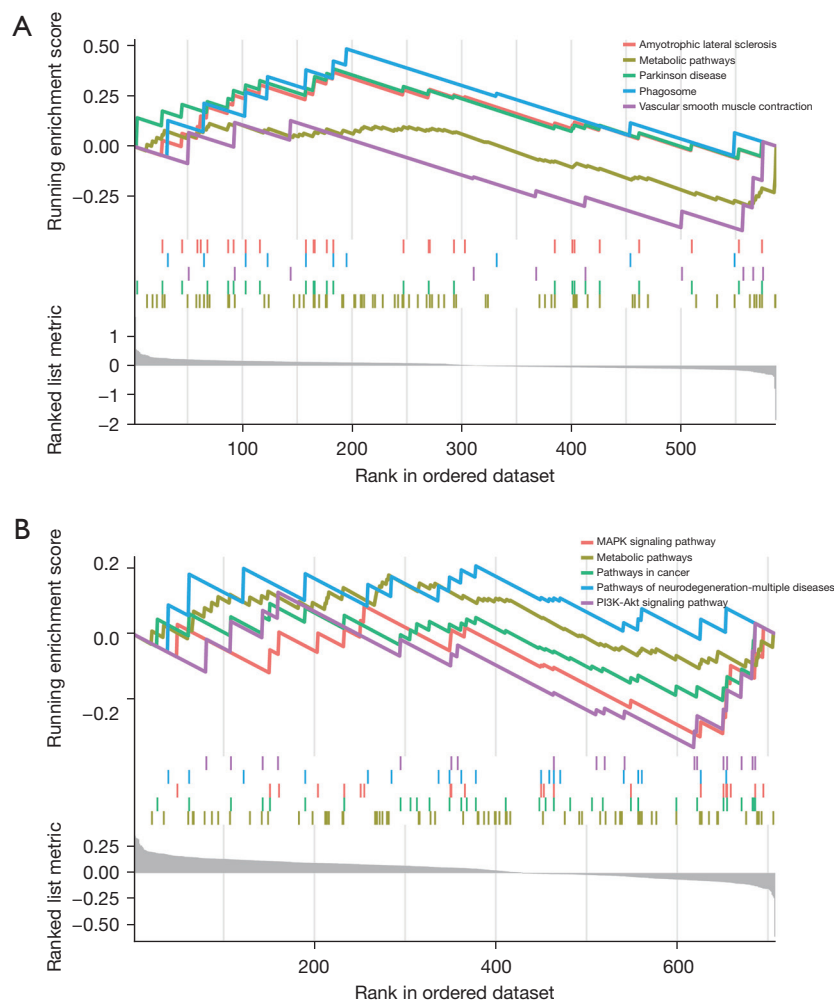 A
Running enrichment score
0.50
0.25
0.00
−0.25
Amyotrophic lateral sclerosis
Metabolic pathways
Parkinson disease
Phagosome
Vascular smooth muscle contraction
Ranked list metric
1
0
−1
−2
100
200
300
400
500
Rank in ordered dataset
B
Running enrichment score
0.2
0.0
−0.2
MAPK signaling pathway
Metabolic pathways
Pathways in cancer
Pathways of neurodegeneration-multiple diseases
PI3K-Akt signaling pathway
Ranked list metric
0.25
0.00
−0.25
−0.50
200
400
600
Rank in ordered dataset